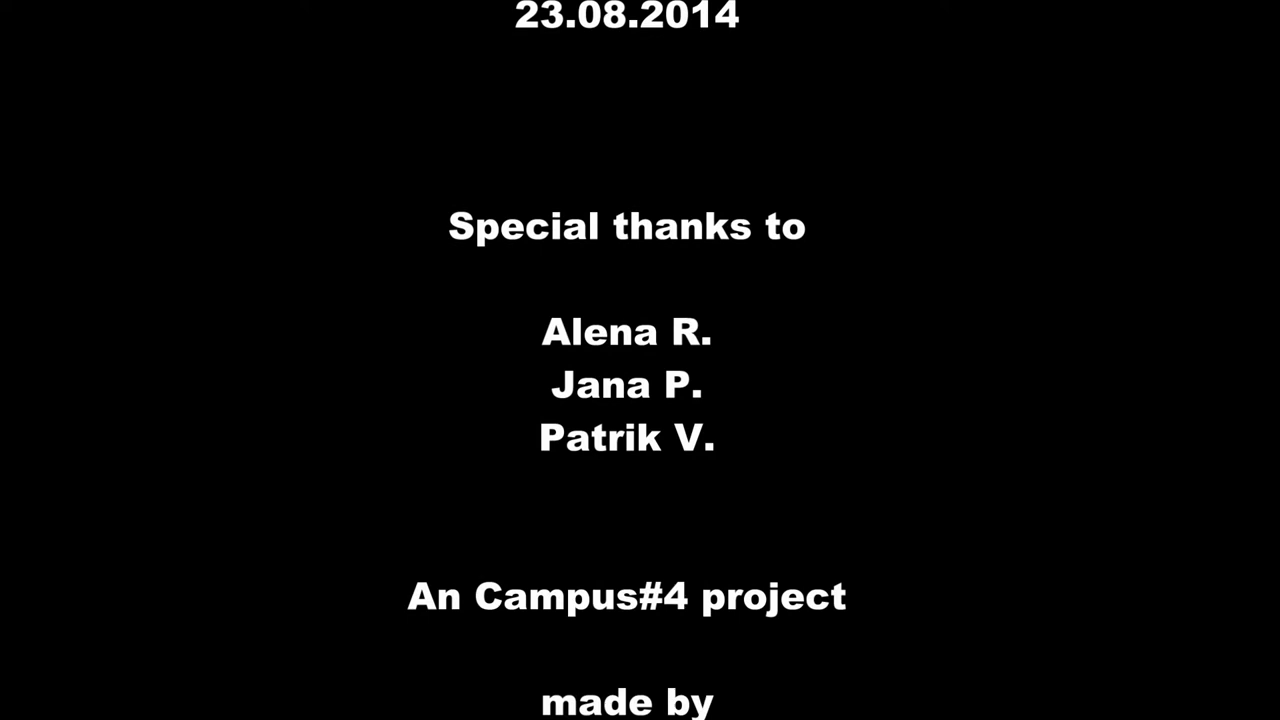 23.08.2014
Special thanks to
Alena R.
Jana P.
Patrik V.
An Campus#4 project
made by